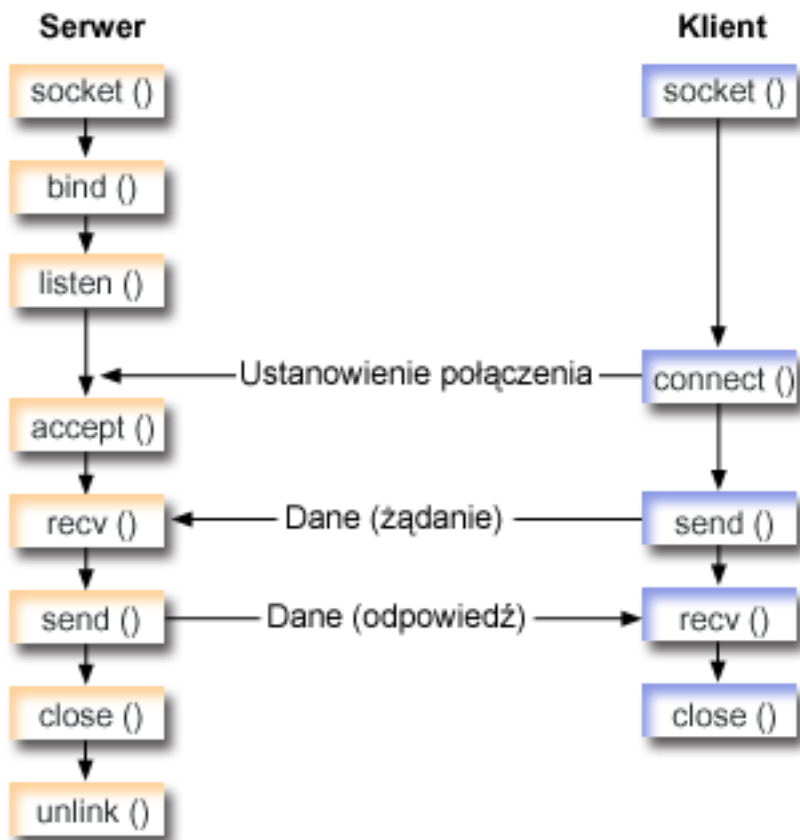 Serwer
Klient
socket ()
socket ()
bind ()
listen ()
Ustanowienie połączenia
connect ()
accept ()
recv ()
Dane (żądanie)
send ()
send ()
Dane (odpowiedź)
recv ()
close ()
close ()
unlink ()